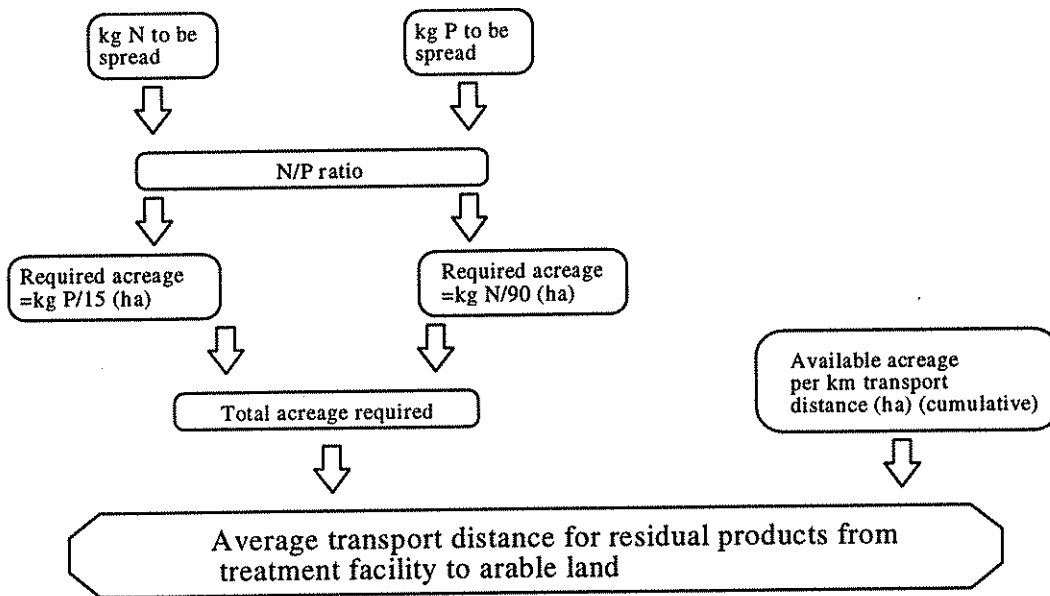 kg N to be
spread
kg P to be
spread
N/P ratio
Required acreage
=kg P/15 (ha)
Required acreage
=kg N/90 (ha)
Total acreage required
Available acreage
per km transport
distance (ha) (cumulative)
Average transport distance for residual products from
treatment facility to arable land